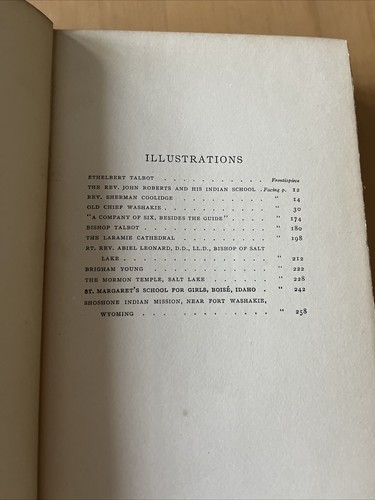 ILLUSTRATIONS
ETHELBERT TALBOT . . . . . . . . . . Frontispiece
THE REV. JOHN ROBERTS AND HIS INDIAN SCHOOL . Facing p. 12
REV. SHERMAN COOLIDGE . . . . . . . . . " 14
OLD CHIEF WASHAKIE . . . . . . . . . . " 30
"A COMPANY OF SIX, BESIDES THE GUIDE" . . . . " 174
BISHOP TALBOT . . . . . . . . . . . " 180
THE LARAMIE CATHEDRAL . . . . . . . . " 198
RT. REV. ABIEL LEONARD, D.D., LL.D., BISHOP OF SALT
LAKE . . . . . . . . . . . . . " 212
BRIGHAM YOUNG . . . . . . . . . . . " 222
THE MORMON TEMPLE, SALT LAKE . . . . . . " 228
ST. MARGARET'S SCHOOL FOR GIRLS, BOISÉ, IDAHO . " 242
SHOSHONE INDIAN MISSION, NEAR FORT WASHAKIE,
WYOMING . . . . . . . . . . . . " 258